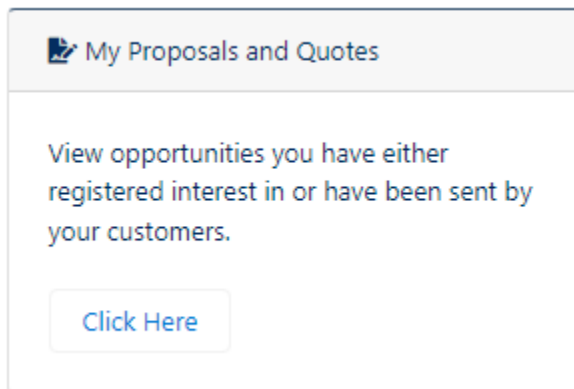 My Proposals and Quotes
View opportunities you have either
registered interest in or have been sent by
your customers.
Click Here